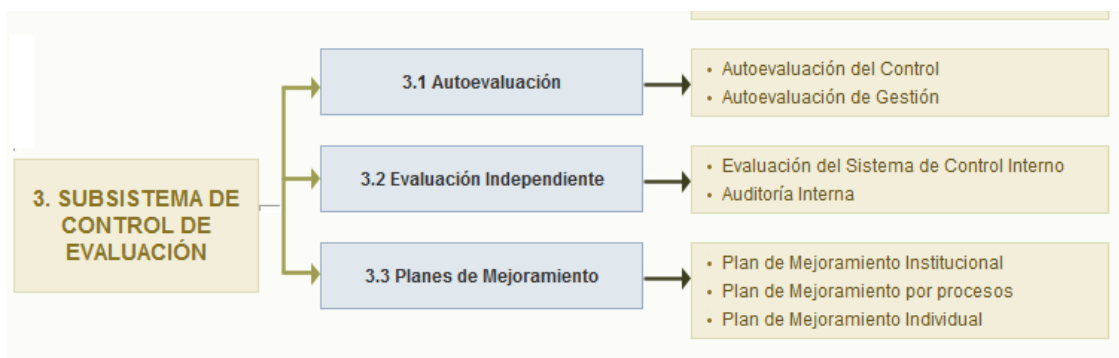 3. SUBSISTEMA DE
CONTROL DE
EVALUACIÓN
3.1 Autoevaluación
• Autoevaluación del Control
• Autoevaluación de Gestión
3.2 Evaluación Independiente
• Evaluación del Sistema de Control Interno
• Auditoría Interna
3.3 Planes de Mejoramiento
• Plan de Mejoramiento Institucional
• Plan de Mejoramiento por procesos
• Plan de Mejoramiento Individual